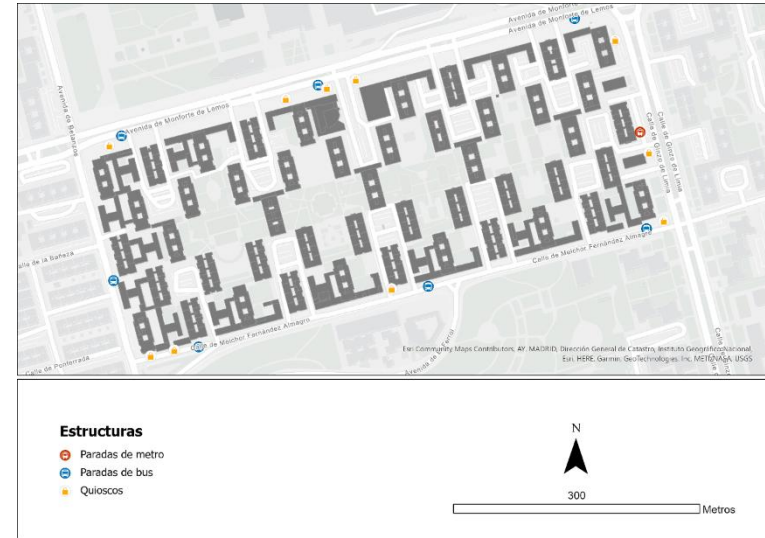 Avenida de Monforte
Avenida de Monforte de Lemos
Avenida de Betanzos
Avenida de Monforte de Lemos
Calle de Ginzo de Limia
Calle de Ginzo de Limia
Calle de la Bañeza
Calle de Melchor Fernández Almagro
Calle de Melchor Fernández Almagro
Calle de Ponferrada
Esri Community Maps Contributors, AY. MADRID, Dirección General de Catastro, Instituto Geográfico Nacional,
Esri, HERE, Garmin, GeoTechnologies, Inc, METI/NASA, USGS
Estructuras
Paradas de metro
Paradas de bus
Quioscos
N
300
Metros